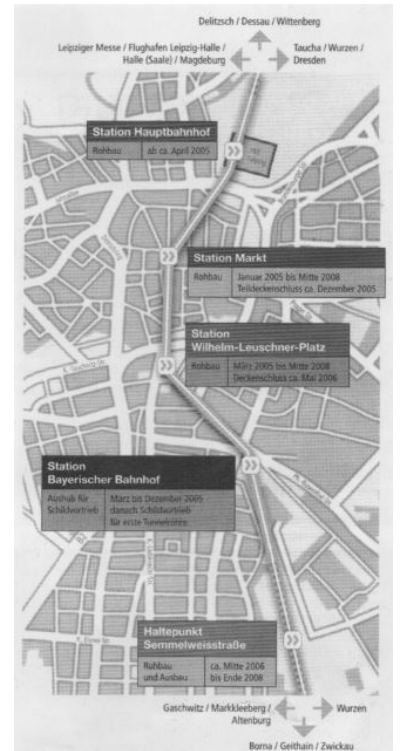 Delitzsch / Dessau / Wittenberg
Leipziger Messe / Flughafen Leipzig-Halle /
Halle (Saale) / Magdeburg
Taucha / Wurzen /
Dresden
Station Hauptbahnhof
Rohbau ab ca. April 2005
Station Markt
Rohbau Januar 2005 bis Mitte 2008
Teildeckenschluss ca. Dezember 2005
Station
Wilhelm-Leuschner-Platz
Rohbau März 2005 bis Mitte 2008
Deckenschluss ca. Mai 2006
Station
Bayerischer Bahnhof
Aushub für März bis Dezember 2005
Schildvortrieb danach Schildvortrieb
für erste Tunnelröhre
Haltepunkt
Semmelweisstraße
Rohbau ca. Mitte 2006
und Ausbau bis Ende 2008
Gaschwitz / Markkleeberg /
Altenburg
Wurzen
Borna / Geithain / Zwickau